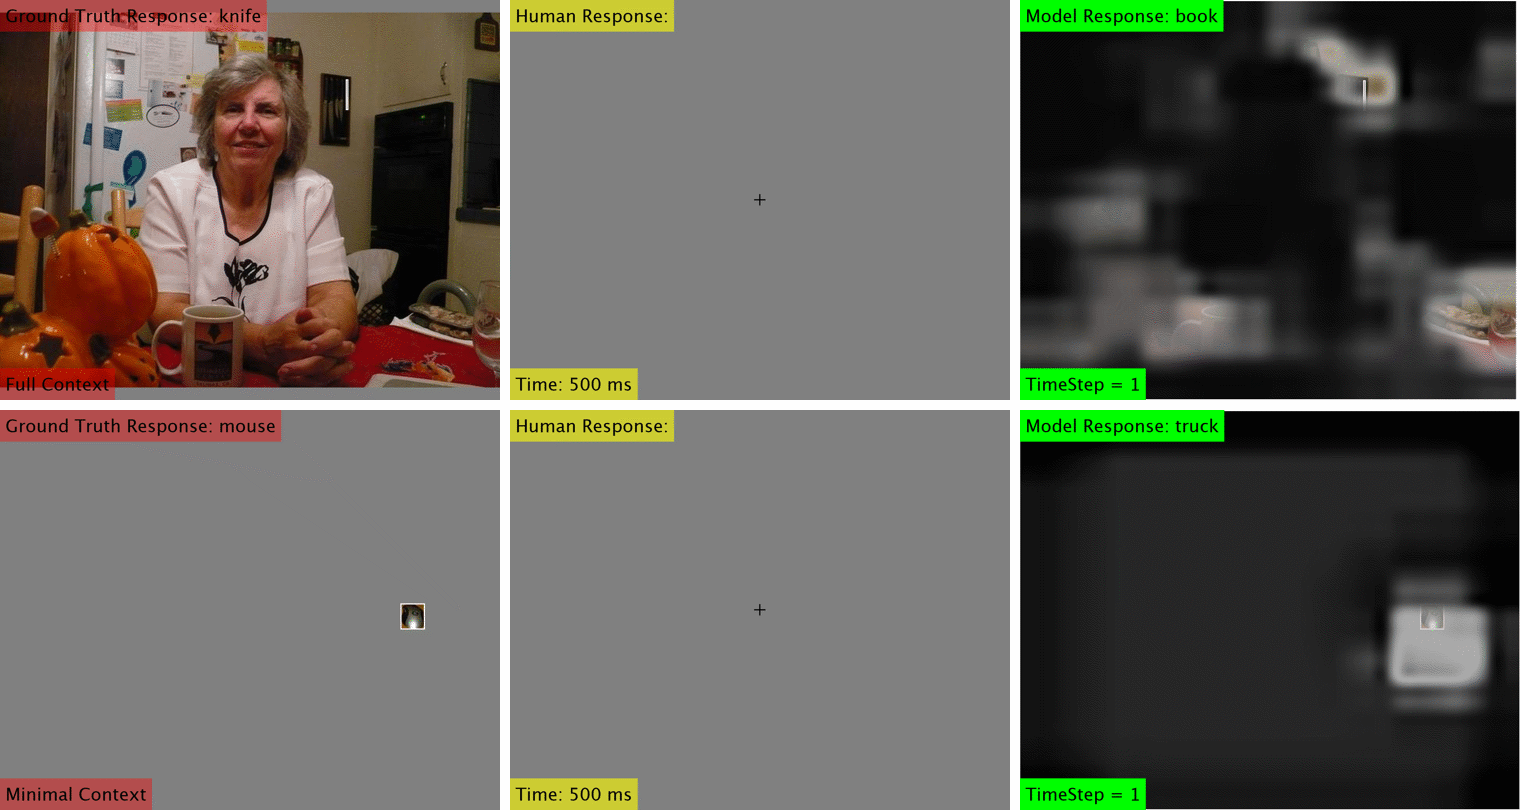 Ground Truth Response: knife
Human Response:
Model Response: book
Full Context
Time: 500 ms
TimeStep = 1
Ground Truth Response: mouse
Human Response:
Model Response: truck
Minimal Context
Time: 500 ms
TimeStep = 1